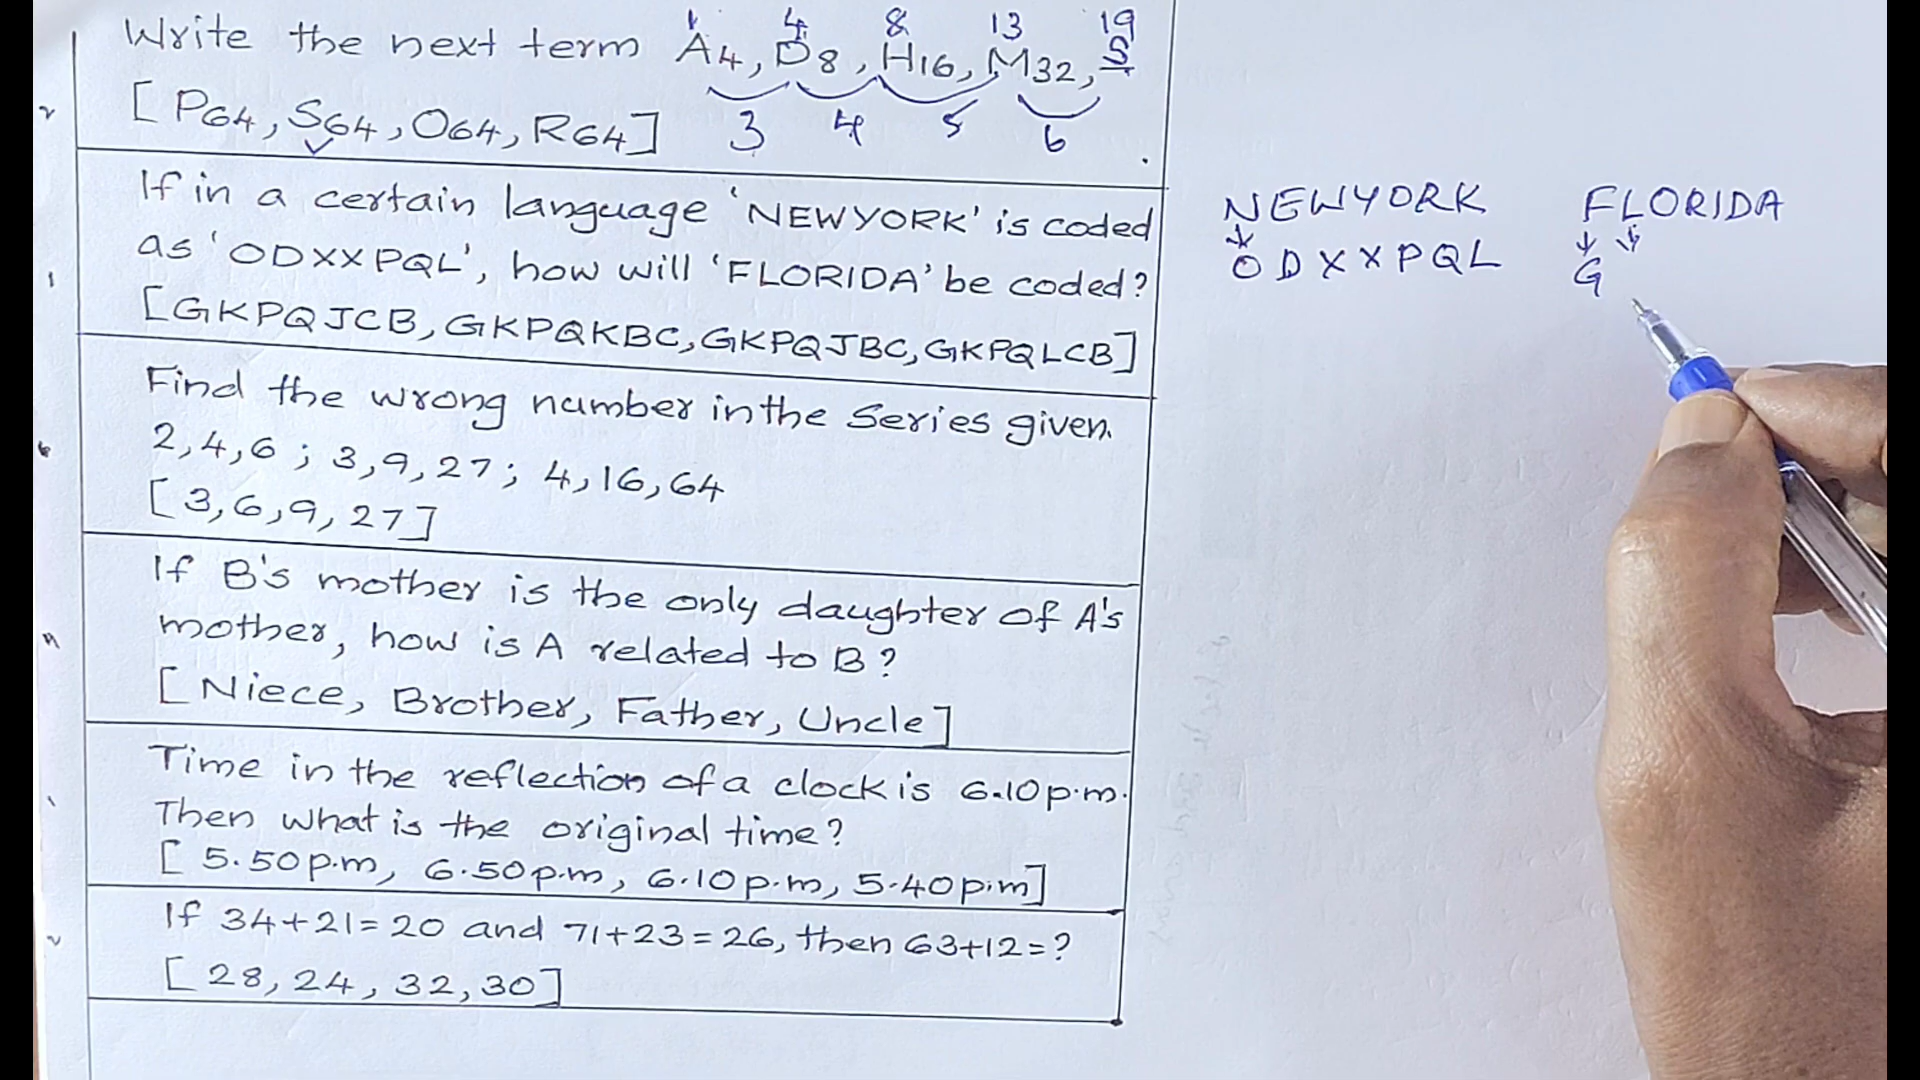 1 4 8 13 19
Write the next term A4, D8, H16, M32, S
[P64, S64, O64, R64] 3 4 5 6
If in a certain language 'NEWYORK' is coded
as 'ODXXPQL', how will 'FLORIDA' be coded?
[GKPQJCB, GKPQKBC, GKPQJBC, GKPQLCB]
NEWYORK FLORIDA
ODXXPQL G
Find the wrong number in the series given.
2,4,6 ; 3,9,27; 4,16,64
[3,6,9,27]
If B's mother is the only daughter of A's
mother, how is A related to B?
[Niece, Brother, Father, Uncle]
Time in the reflection of a clock is 6.10p.m.
Then what is the original time?
[5.50p.m, 6.50p.m, 6.10p.m, 5.40p.m]
If 34+21=20 and 71+23=26, then 63+12=?
[28, 24, 32, 30]